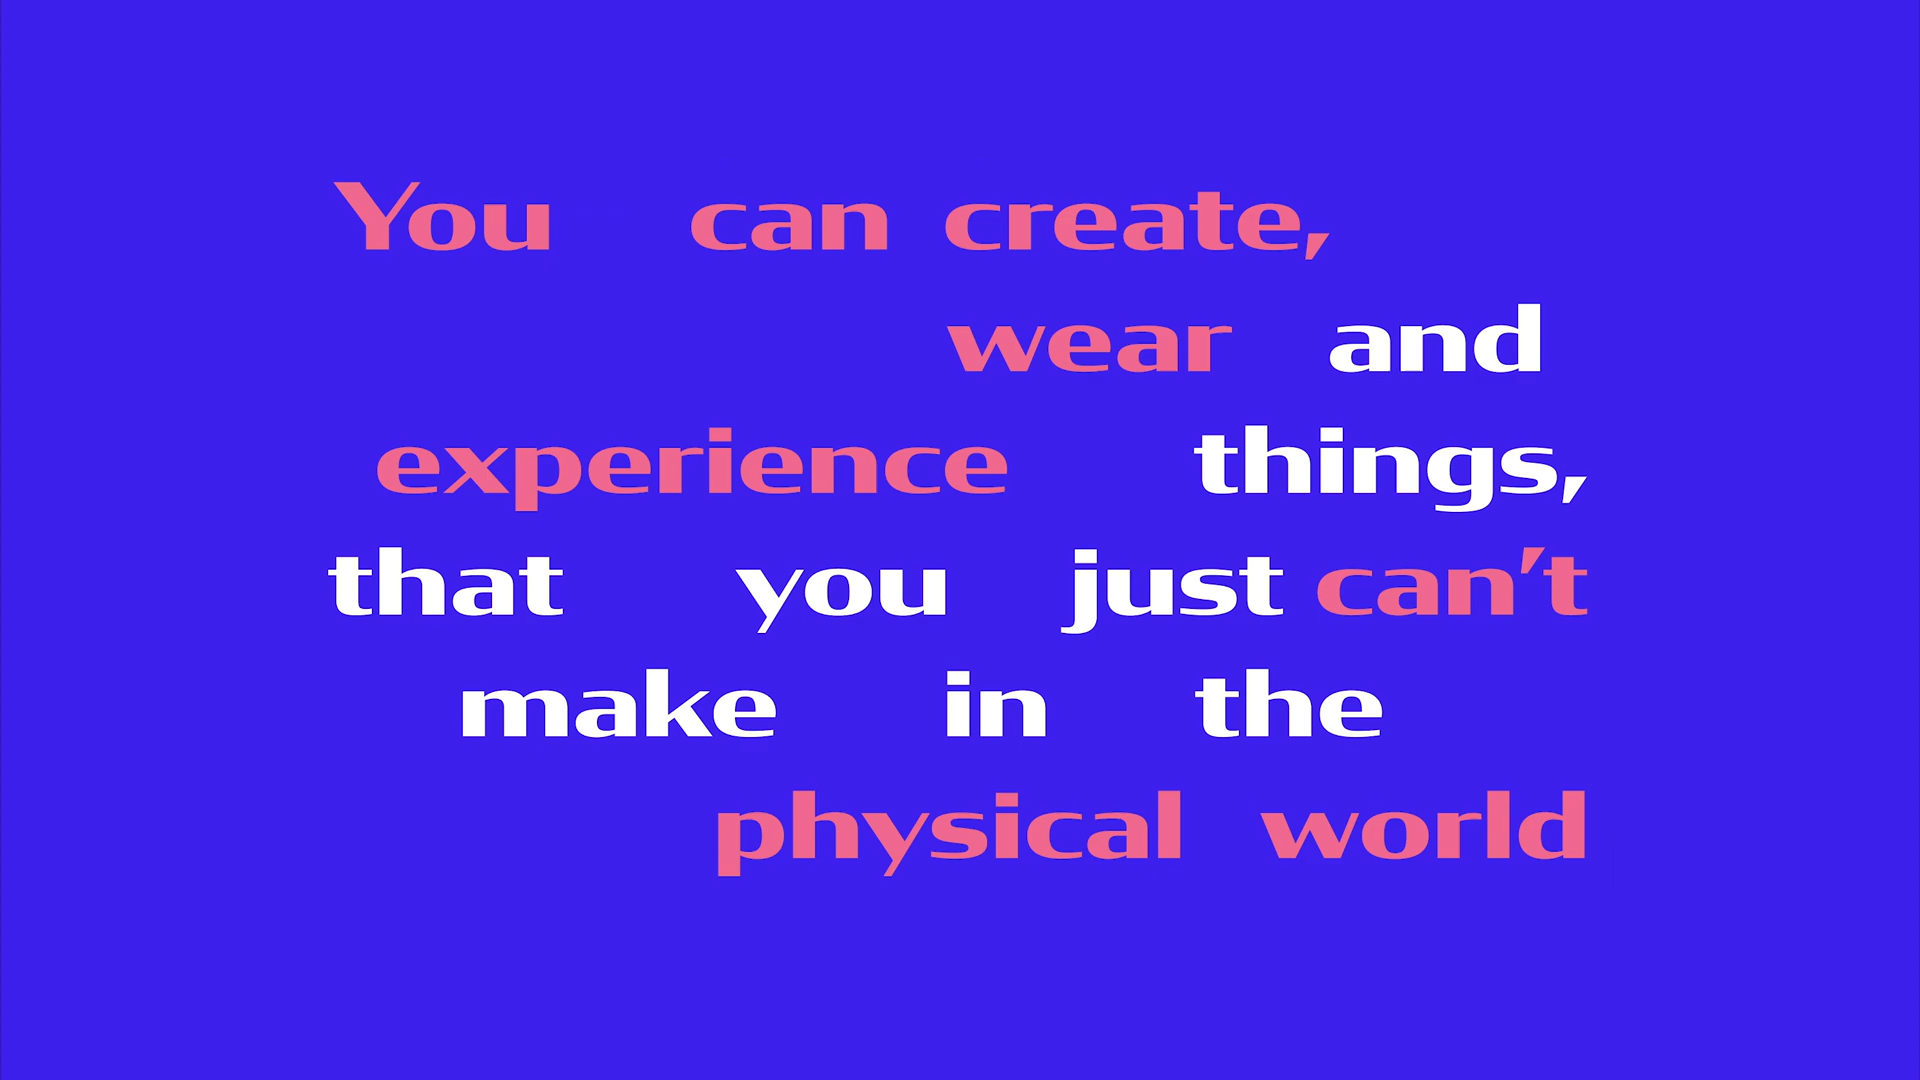 You can create,
wear and
experience things,
that you just can’t
make in the
physical world